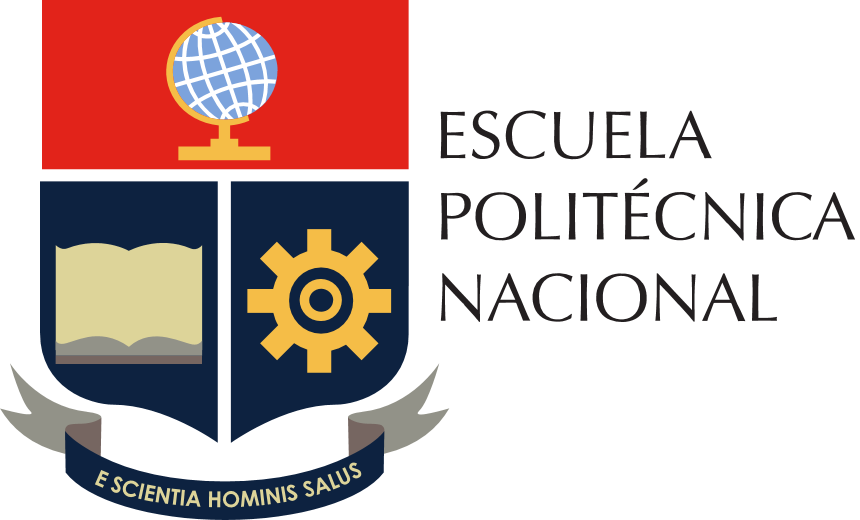 ESCUELA
POLITÉCNICA
NACIONAL
E SCIENTIA HOMINIS SALUS